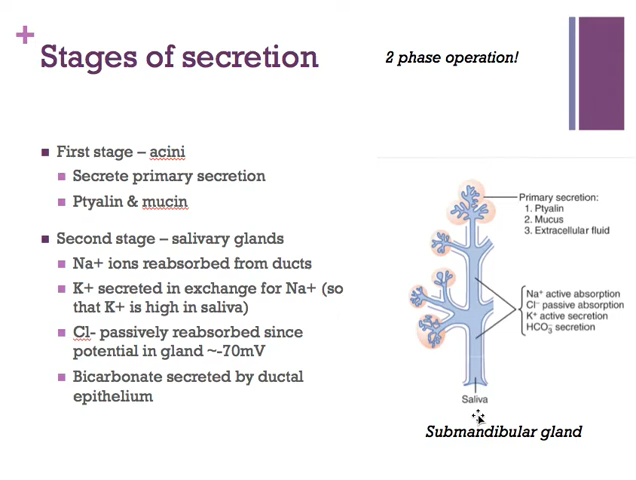 Stages of secretion
2 phase operation!
First stage – acini
Secrete primary secretion
Ptyalin & mucin
Second stage – salivary glands
Na+ ions reabsorbed from ducts
K+ secreted in exchange for Na+ (so
that K+ is high in saliva)
Cl- passively reabsorbed since
potential in gland ~-70mV
Bicarbonate secreted by ductal
epithelium
Primary secretion:
1. Ptyalin
2. Mucus
3. Extracellular fluid
Na⁺ active absorption
Cl⁻ passive absorption
K⁺ active secretion
HCO₃⁻ secretion
Saliva
Submandibular gland